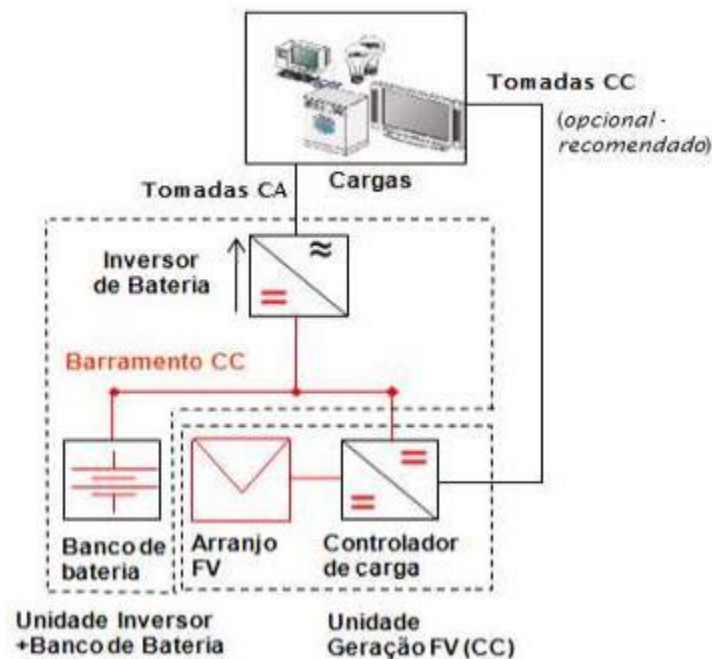 Tomadas CC
(opcional -
recomendado)
Tomadas CA
Cargas
Inversor
de Bateria
Barramento CC
Banco de
bateria
Arranjo
FV
Controlador
de carga
Unidade Inversor
+Banco de Bateria
Unidade
Geração FV(CC)